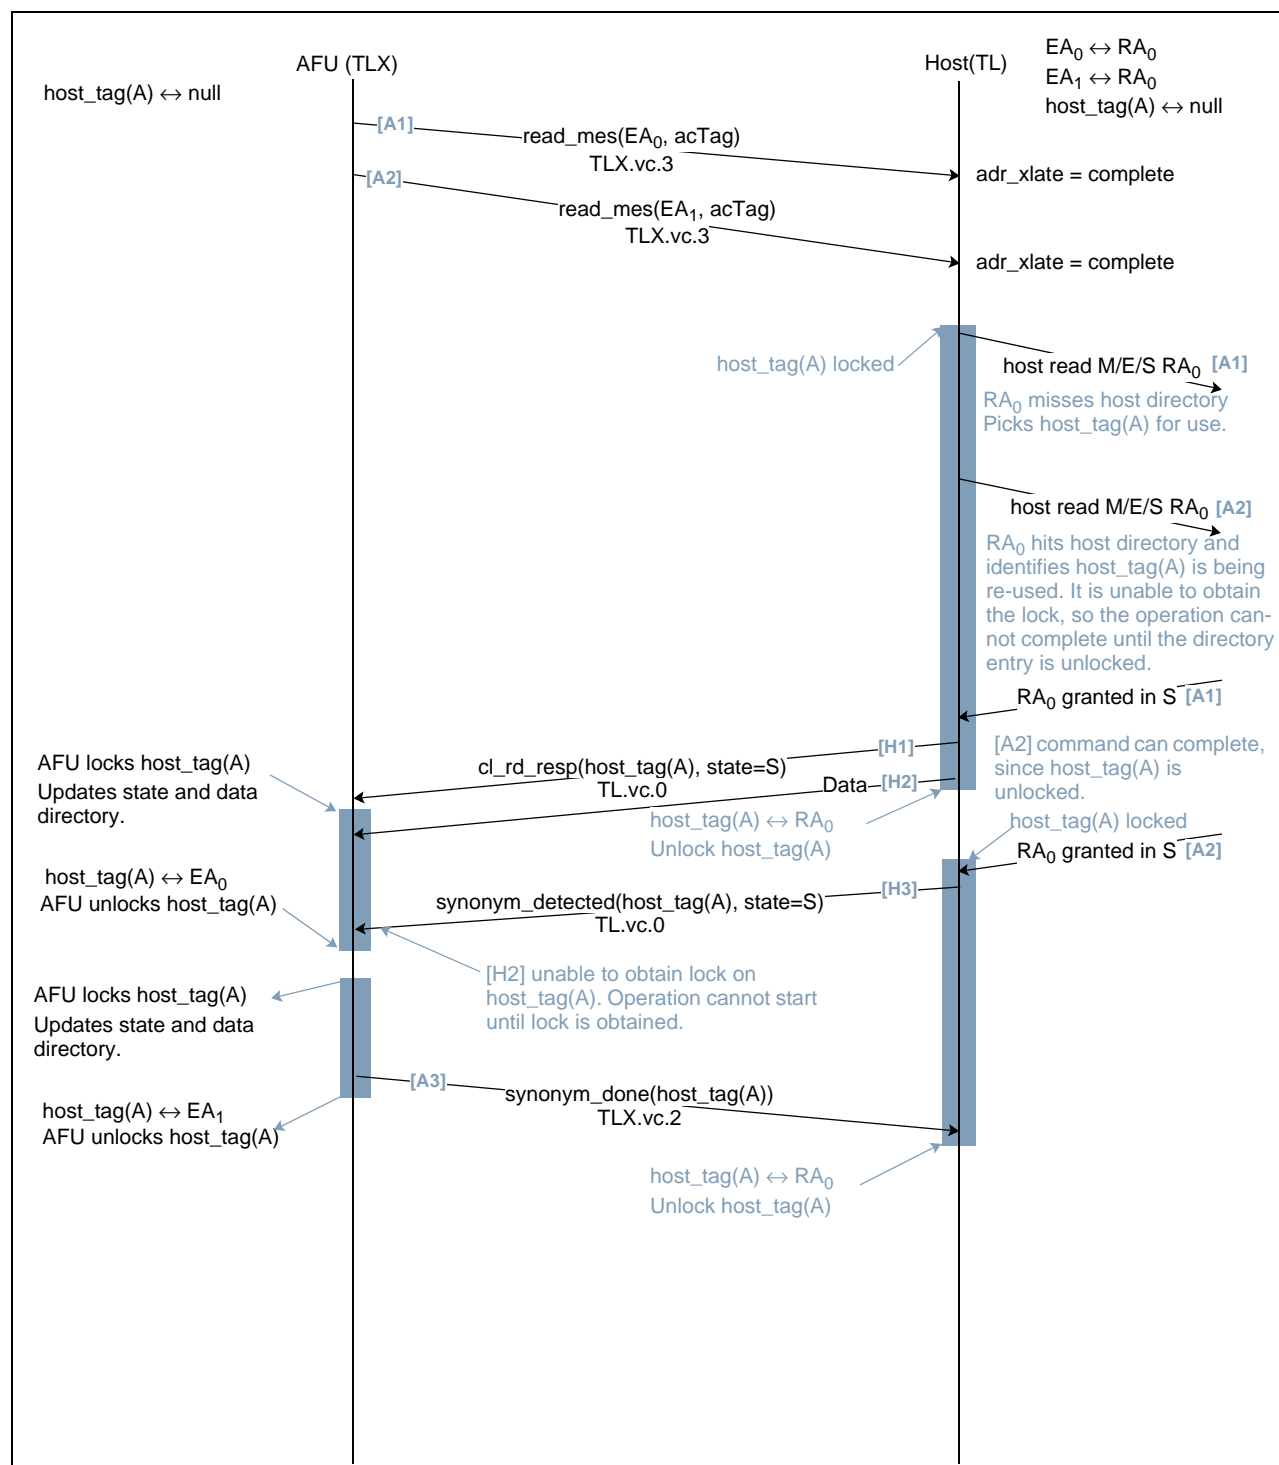 AFU (TLX)
Host(TL)
EA₀ ↔ RA₀
EA₁ ↔ RA₀
host_tag(A) ↔ null
host_tag(A) ↔ null
[A1]
read_mes(EA₀, acTag)
TLX.vc.3
adr_xlate = complete
[A2]
read_mes(EA₁, acTag)
TLX.vc.3
adr_xlate = complete
host_tag(A) locked
host read M/E/S RA₀ [A1]
RA₀ misses host directory
Picks host_tag(A) for use.
host read M/E/S RA₀ [A2]
RA₀ hits host directory and
identifies host_tag(A) is being
re-used. It is unable to obtain
the lock, so the operation can-
not complete until the directory
entry is unlocked.
RA₀ granted in S [A1]
[H1]
cl_rd_resp(host_tag(A), state=S)
TL.vc.0
Data
[H2]
AFU locks host_tag(A)
Updates state and data
directory.
[A2] command can complete,
since host_tag(A) is
unlocked.
host_tag(A) ↔ RA₀
Unlock host_tag(A)
host_tag(A) locked
RA₀ granted in S [A2]
host_tag(A) ↔ EA₀
AFU unlocks host_tag(A)
[H3]
synonym_detected(host_tag(A), state=S)
TL.vc.0
[H2] unable to obtain lock on
host_tag(A). Operation cannot start
until lock is obtained.
AFU locks host_tag(A)
Updates state and data
directory.
[A3]
synonym_done(host_tag(A))
TLX.vc.2
host_tag(A) ↔ EA₁
AFU unlocks host_tag(A)
host_tag(A) ↔ RA₀
Unlock host_tag(A)